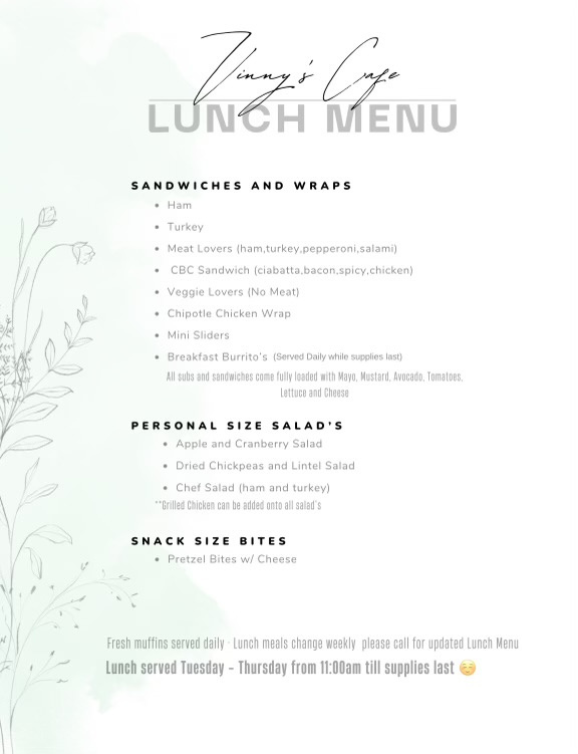 Vinny's Cafe
LUNCH MENU
SANDWICHES AND WRAPS
• Ham
• Turkey
• Meat Lovers (ham,turkey,pepperoni,salami)
• CBC Sandwich (ciabatta,bacon,spicy,chicken)
• Veggie Lovers (No Meat)
• Chipotle Chicken Wrap
• Mini Sliders
• Breakfast Burrito's (Served Daily while supplies last)
All subs and sandwiches come fully loaded with Mayo, Mustard, Avocado, Tomatoes,
Lettuce and Cheese
PERSONAL SIZE SALAD'S
• Apple and Cranberry Salad
• Dried Chickpeas and Lintel Salad
• Chef Salad (ham and turkey)
**Grilled Chicken can be added onto all salad's
SNACK SIZE BITES
• Pretzel Bites w/ Cheese
Fresh muffins served daily · Lunch meals change weekly please call for updated Lunch Menu
Lunch served Tuesday - Thursday from 11:00am till supplies last 😊